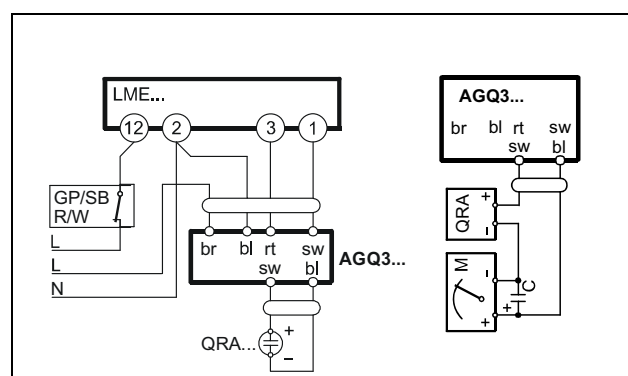 LME...
12 2 3 1
GP/SB
R/W
L
L
N
br bl rt sw
sw bl
AGQ3...
QRA...
+
–
AGQ3...
br bl rt sw
sw bl
QRA
+
-
M
-
+
+
C